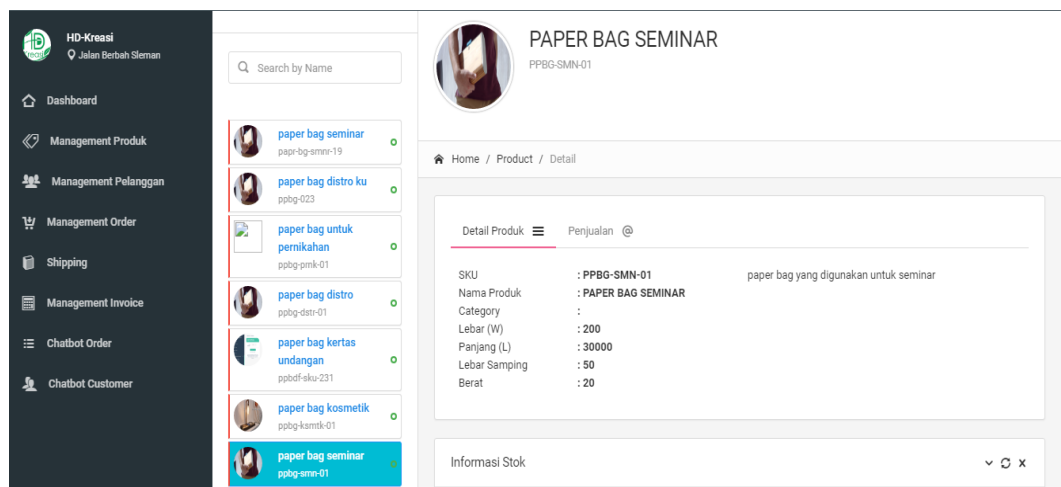 HD-Kreasi
Jalan Berbah Sleman
Dashboard
Management Produk
Management Pelanggan
Management Order
Shipping
Management Invoice
Chatbot Order
Chatbot Customer
Search by Name
paper bag seminar
papr-bg-smnr-19
paper bag distro ku
ppbg-023
paper bag untuk
pernikahan
ppbg-prnk-01
paper bag distro
ppbg-dstr-01
paper bag kertas
undangan
ppbdf-sku-231
paper bag kosmetik
ppbg-ksmtk-01
paper bag seminar
ppbg-smn-01
PAPER BAG SEMINAR
PPBG-SMN-01
Home / Product / Detail
Detail Produk
Penjualan @
SKU : PPBG-SMN-01 paper bag yang digunakan untuk seminar
Nama Produk : PAPER BAG SEMINAR
Category :
Lebar (W) : 200
Panjang (L) : 30000
Lebar Samping : 50
Berat : 20
Informasi Stok